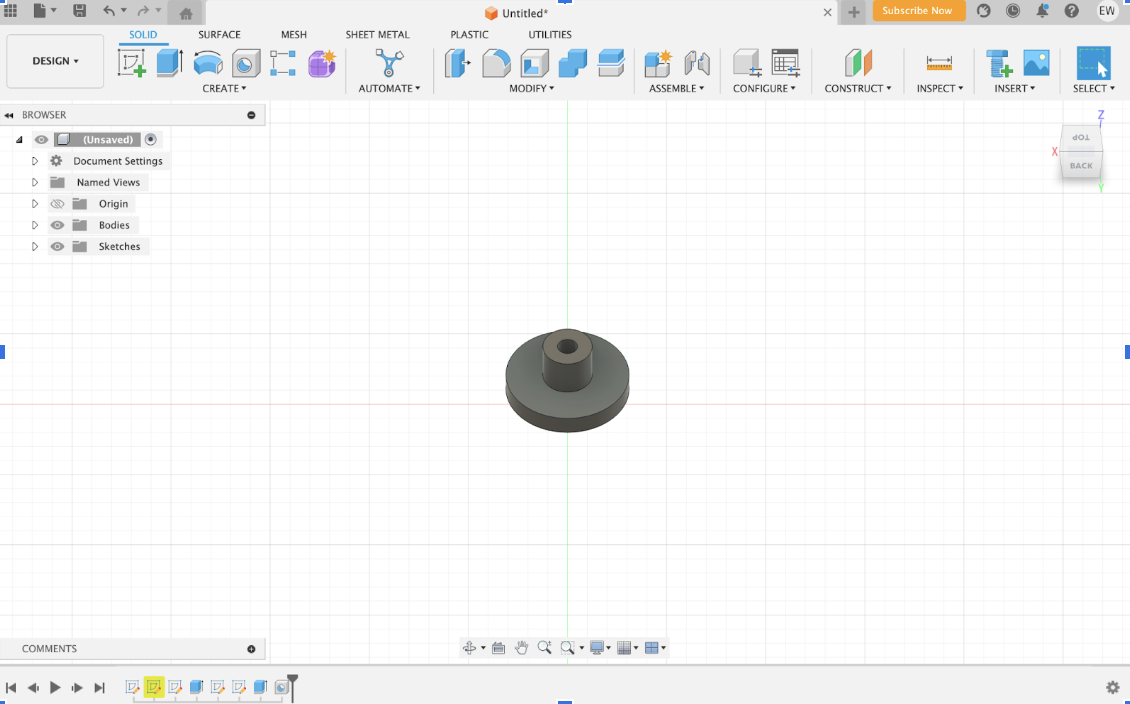 Untitled*
Subscribe Now
EW
DESIGN
SOLID
SURFACE
MESH
SHEET METAL
PLASTIC
UTILITIES
CREATE
AUTOMATE
MODIFY
ASSEMBLE
CONFIGURE
CONSTRUCT
INSPECT
INSERT
SELECT
BROWSER
(Unsaved)
Document Settings
Named Views
Origin
Bodies
Sketches
Z
TOP
X
BACK
Y
COMMENTS